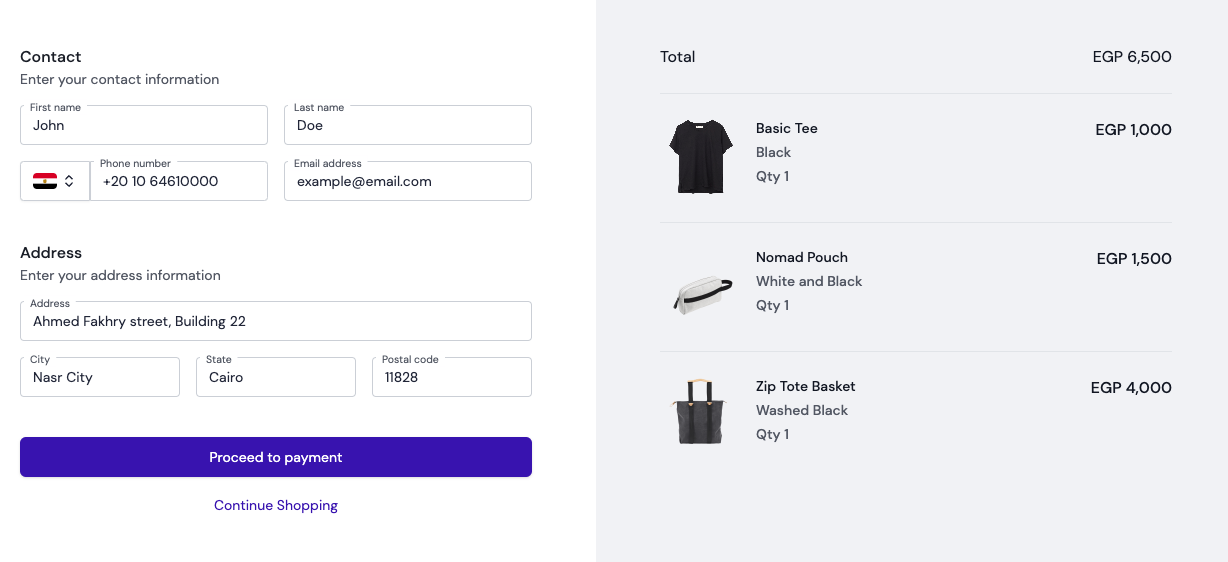 Contact
Enter your contact information
First name
John
Last name
Doe
Phone number
+20 10 64610000
Email address
example@email.com
Address
Enter your address information
Address
Ahmed Fakhry street, Building 22
City
Nasr City
State
Cairo
Postal code
11828
Proceed to payment
Continue Shopping
Total EGP 6,500
Basic Tee EGP 1,000
Black
Qty 1
Nomad Pouch EGP 1,500
White and Black
Qty 1
Zip Tote Basket EGP 4,000
Washed Black
Qty 1